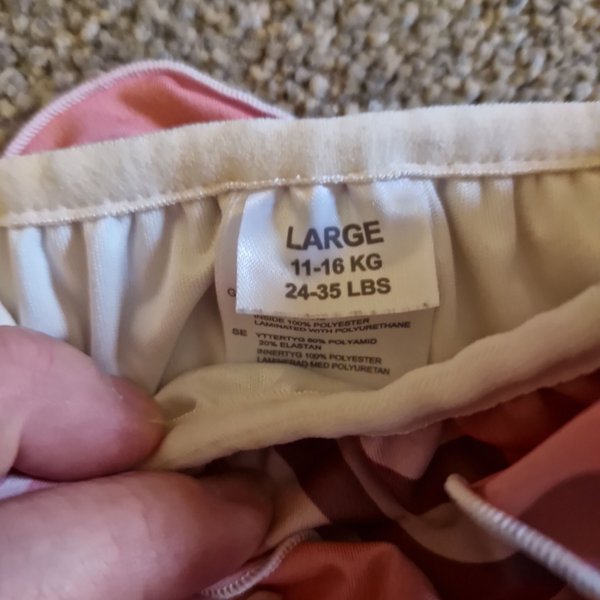 LARGE
11-16 KG
24-35 LBS
G
INSIDE 100% POLYESTER
LAMINATED WITH POLYURETHANE
SE YTTERTYG 80% POLYAMID
20% ELASTAN
INNERTYG 100% POLYESTER
LAMINERAD MED POLYURETAN